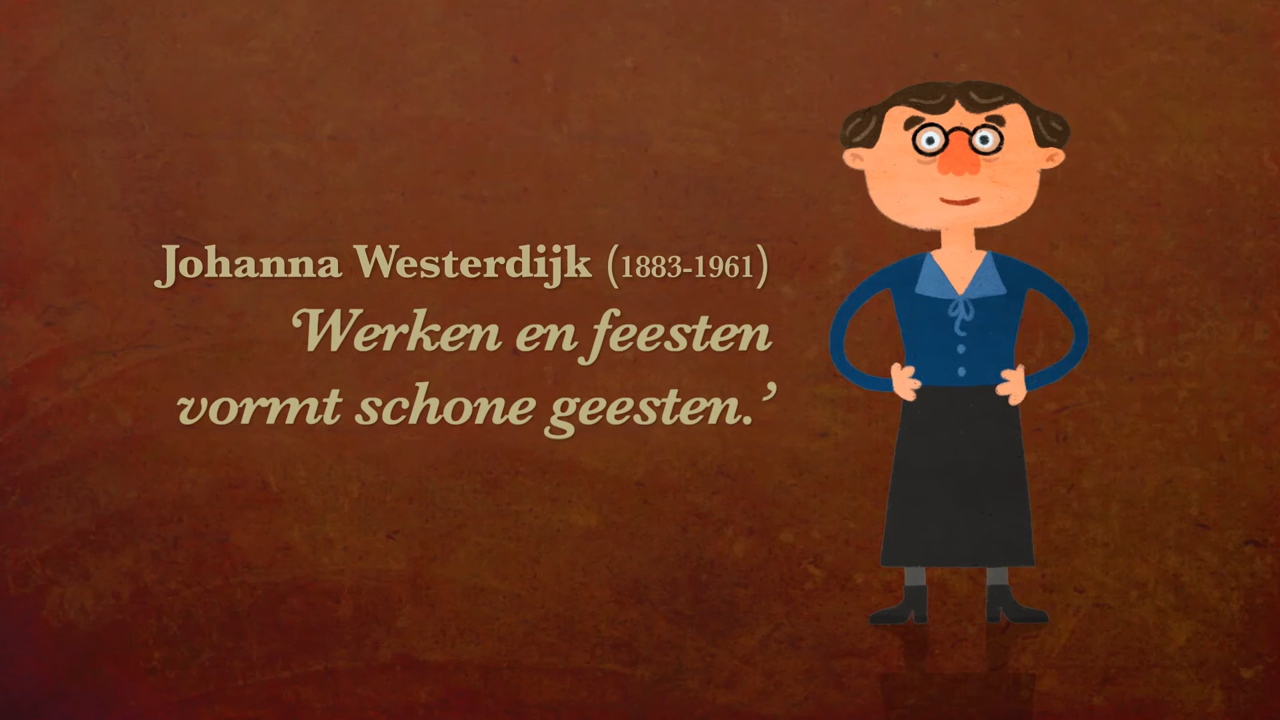 Johanna Westerdijk (1883-1961)
‘Werken en feesten
vormt schone geesten.’